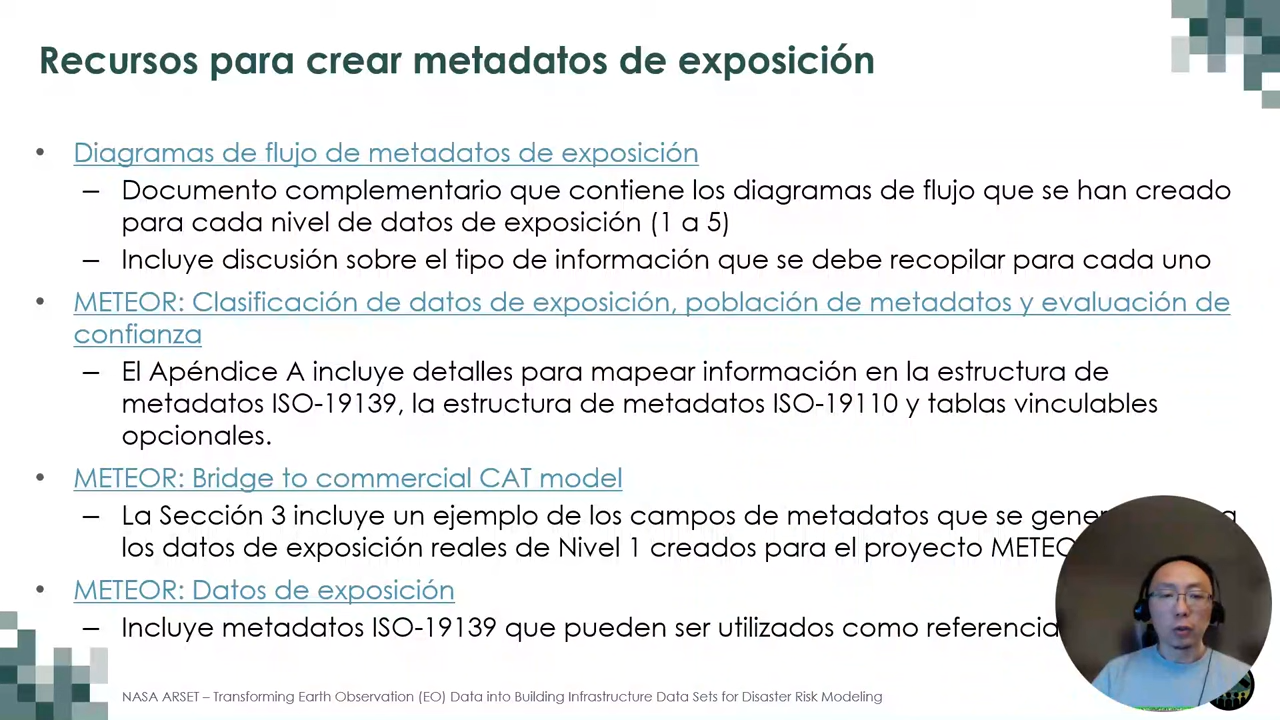 Recursos para crear metadatos de exposición
• Diagramas de flujo de metadatos de exposición
– Documento complementario que contiene los diagramas de flujo que se han creado
para cada nivel de datos de exposición (1 a 5)
– Incluye discusión sobre el tipo de información que se debe recopilar para cada uno
• METEOR: Clasificación de datos de exposición, población de metadatos y evaluación de
confianza
– El Apéndice A incluye detalles para mapear información en la estructura de
metadatos ISO-19139, la estructura de metadatos ISO-19110 y tablas vinculables
opcionales.
• METEOR: Bridge to commercial CAT model
– La Sección 3 incluye un ejemplo de los campos de metadatos que se
los datos de exposición reales de Nivel 1 creados para el proyecto
• METEOR: Datos de exposición
– Incluye metadatos ISO-19139 que pueden ser utilizados como referencia
NASA ARSET – Transforming Earth Observation (EO) Data into Building Infrastructure Data Sets for Disaster Risk Modeling